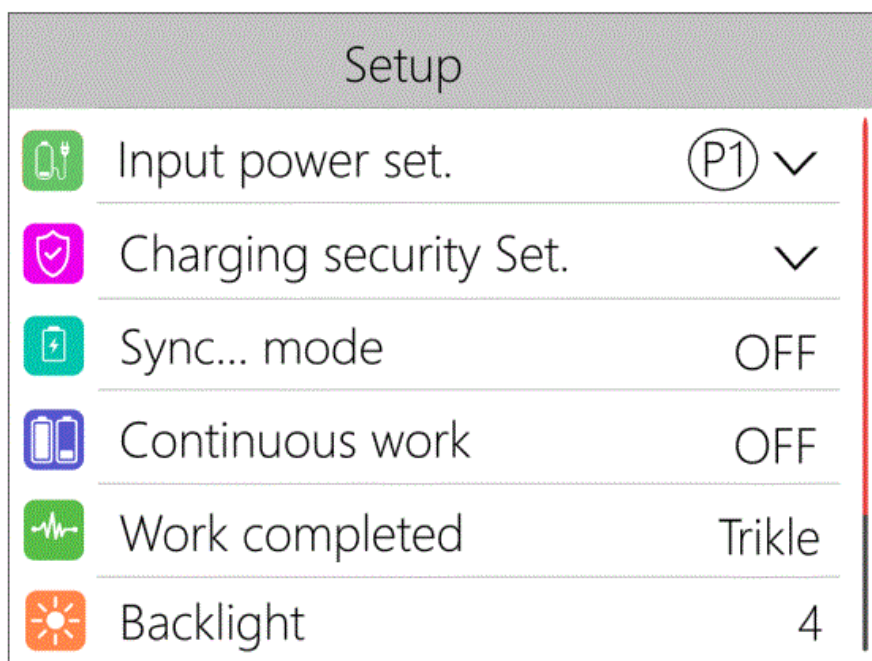 Setup
Input power set. P1
Charging security Set.
Sync... mode OFF
Continuous work OFF
Work completed Trikle
Backlight 4